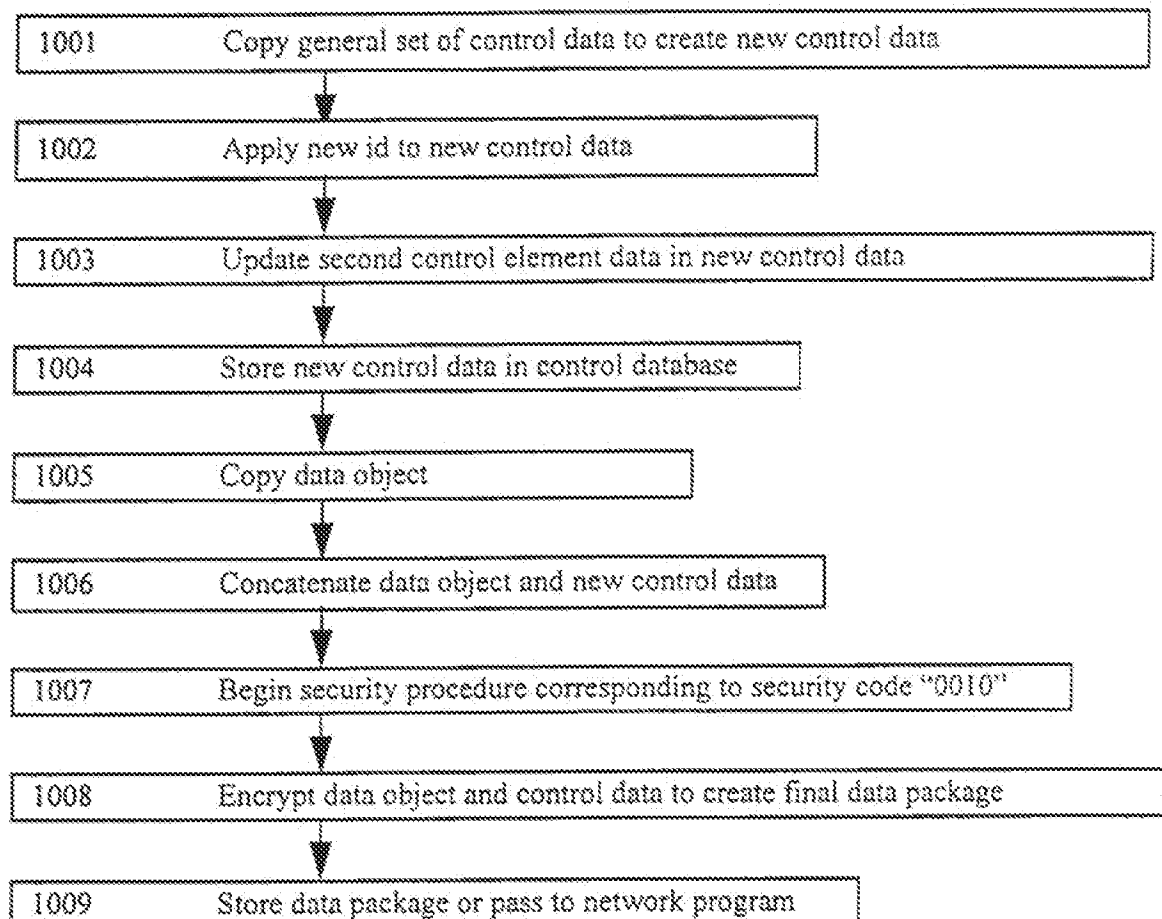 1001 Copy general set of control data to create new control data
1002 Apply new id to new control data
1003 Update second control element data in new control data
1004 Store new control data in control database
1005 Copy data object
1006 Concatenate data object and new control data
1007 Begin security procedure corresponding to security code “0010”
1008 Encrypt data object and control data to create final data package
1009 Store data package or pass to network program